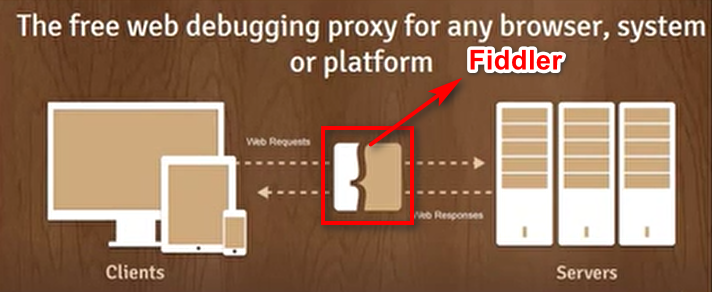 The free web debugging proxy for any browser, system
or platform
Fiddler
Web Requests
Web Responses
Clients
Servers